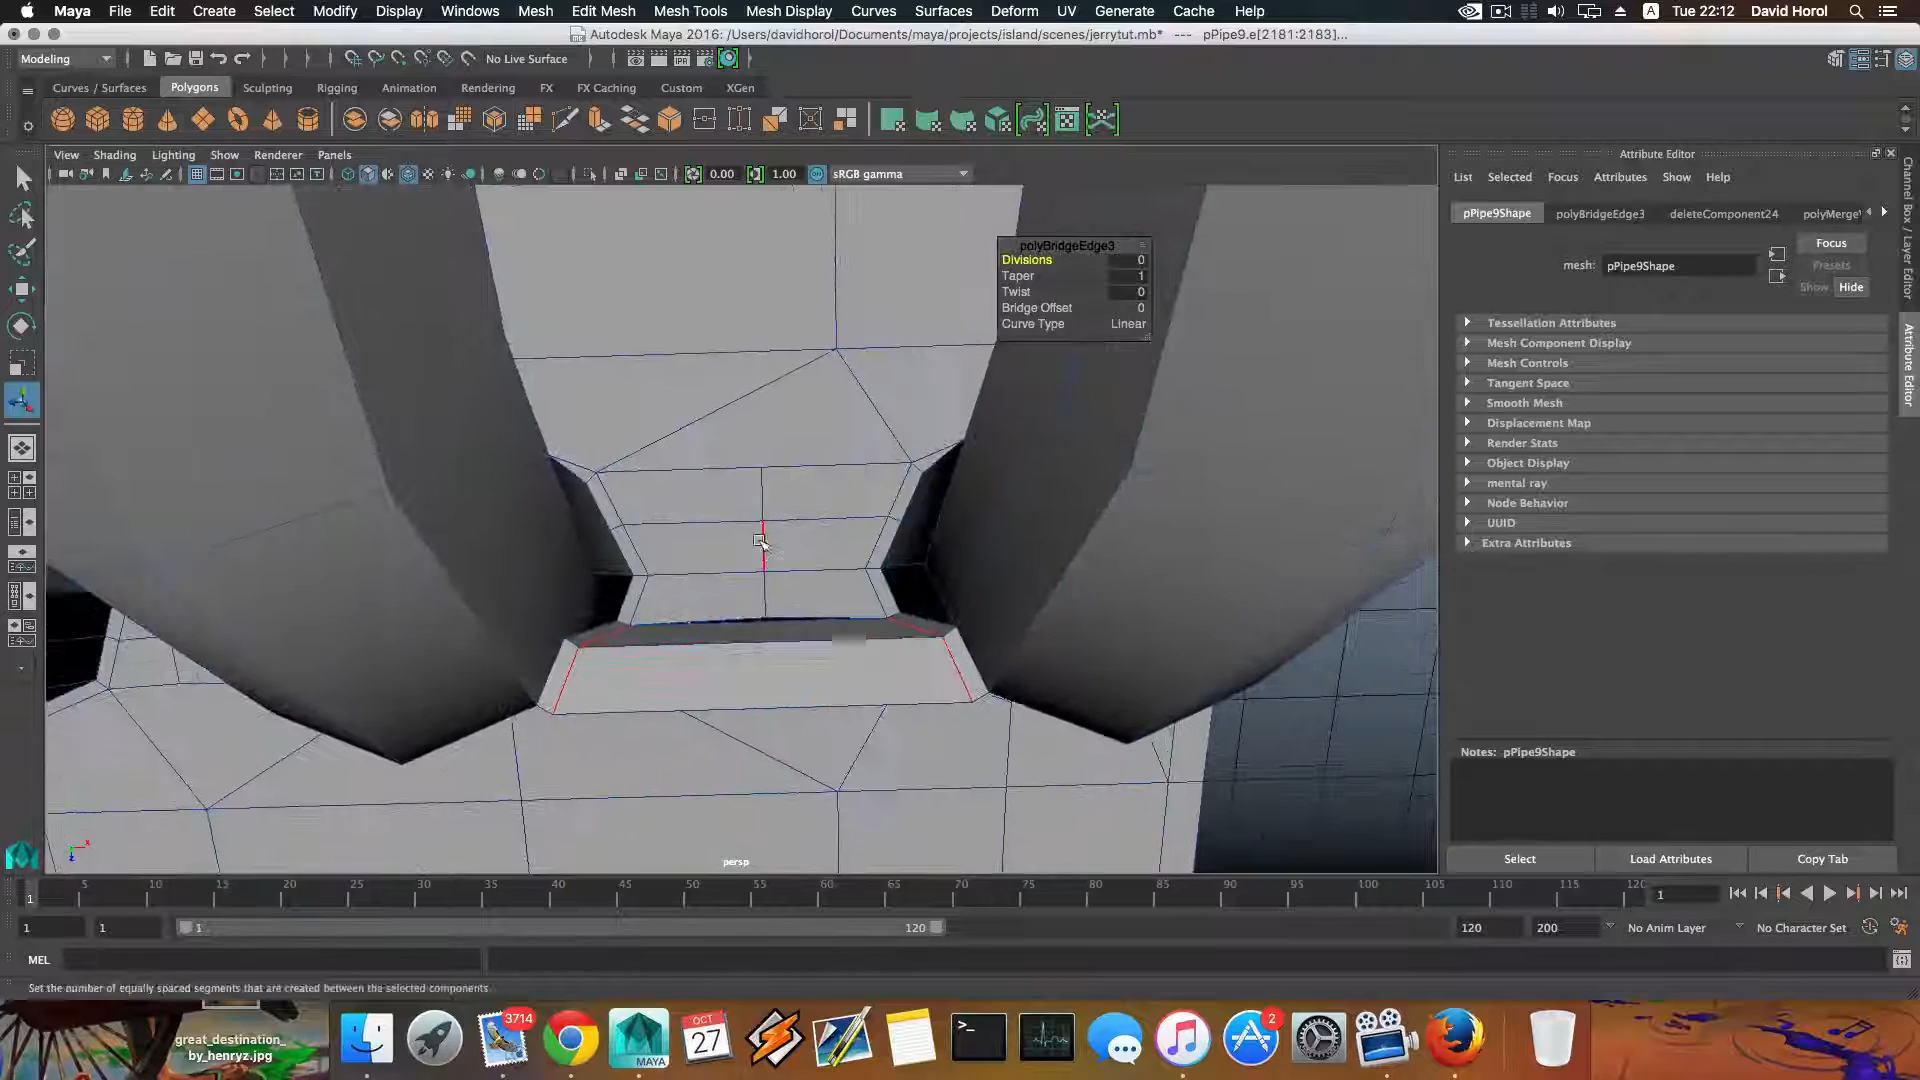 Maya File Edit Create Select Modify Display Windows Mesh Edit Mesh Mesh Tools Mesh Display Curves Surfaces Deform UV Generate Cache Help A Tue 22:12 David Horol
Autodesk Maya 2016: /Users/davidhorol/Documents/maya/projects/island/scenes/jerrytut.mb* --- pPipe9.e[2181:2183]...
Modeling No Live Surface
Curves / Surfaces Polygons Sculpting Rigging Animation Rendering FX FX Caching Custom XGen
View Shading Lighting Show Renderer Panels
0.00 1.00 sRGB gamma
polyBridgeEdge3
Divisions 0
Taper 1
Twist 0
Bridge Offset 0
Curve Type Linear
persp
Attribute Editor
List Selected Focus Attributes Show Help
pPipe9Shape polyBridgeEdge3 deleteComponent24 polyMerge
Focus
mesh: pPipe9Shape Presets
Show Hide
Tessellation Attributes
Mesh Component Display
Mesh Controls
Tangent Space
Smooth Mesh
Displacement Map
Render Stats
Object Display
mental ray
Node Behavior
UUID
Extra Attributes
Notes: pPipe9Shape
Select Load Attributes Copy Tab
Channel Box / Layer Editor
Attribute Editor
1 5 10 15 20 25 30 35 40 45 50 55 60 65 70 75 80 85 90 95 100 105 110 115 120 1
1 1 1 120 120 200 No Anim Layer No Character Set
MEL
Set the number of equally spaced segments that are created between the selected components
great_destination_
by_henryz.jpg
3714
MAYA
OCT
27
2